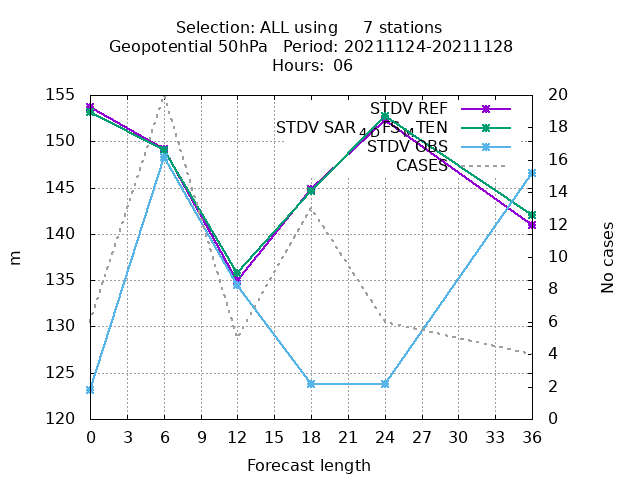 Selection: ALL using 7 stations
Geopotential 50hPa Period: 20211124-20211128
Hours: 06
STDV REF
STDV SAR4DFSMTEN
STDV OBS
CASES
155
150
145
140
135
130
125
120
20
18
16
14
12
10
8
6
4
2
0
m
No cases
0 3 6 9 12 15 18 21 24 27 30 33 36
Forecast length